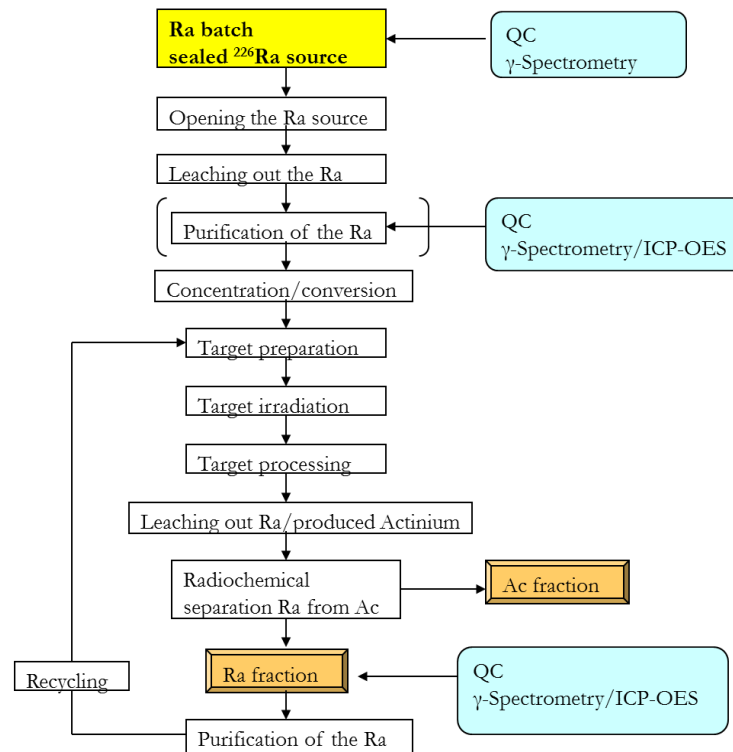 Ra batch
sealed ²²⁶Ra source
QC
γ-Spectrometry
Opening the Ra source
Leaching out the Ra
Purification of the Ra
QC
γ-Spectrometry/ICP-OES
Concentration/conversion
Target preparation
Target irradiation
Target processing
Leaching out Ra/produced Actinium
Radiochemical
separation Ra from Ac
Ac fraction
Ra fraction
QC
γ-Spectrometry/ICP-OES
Recycling
Purification of the Ra